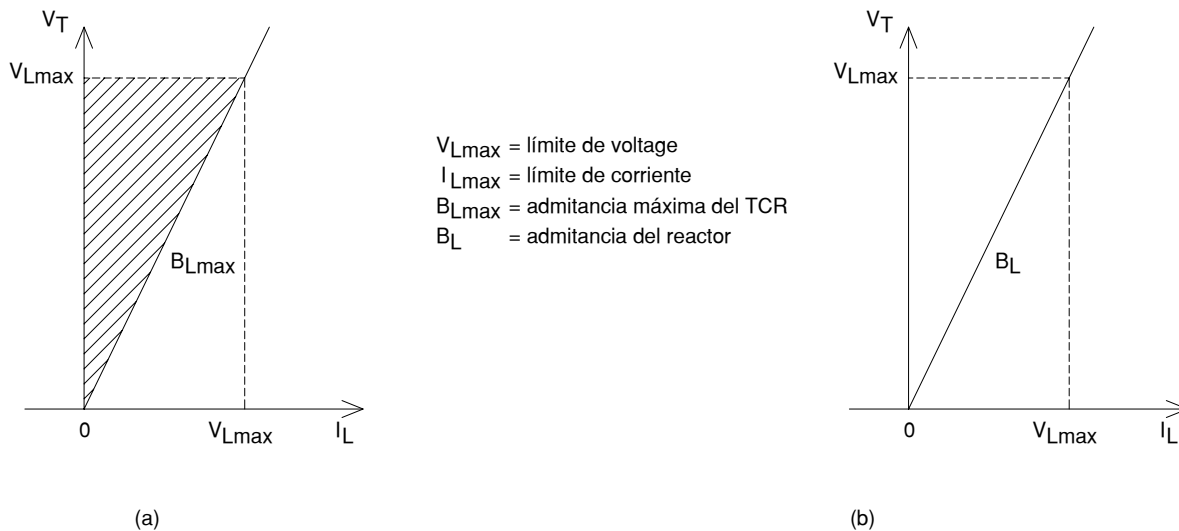 V_T
V_Lmax
B_Lmax
0
V_Lmax
I_L
(a)
V_Lmax = límite de voltage
I_Lmax = límite de corriente
B_Lmax = admitancia máxima del TCR
B_L = admitancia del reactor
V_T
V_Lmax
B_L
0
V_Lmax
I_L
(b)